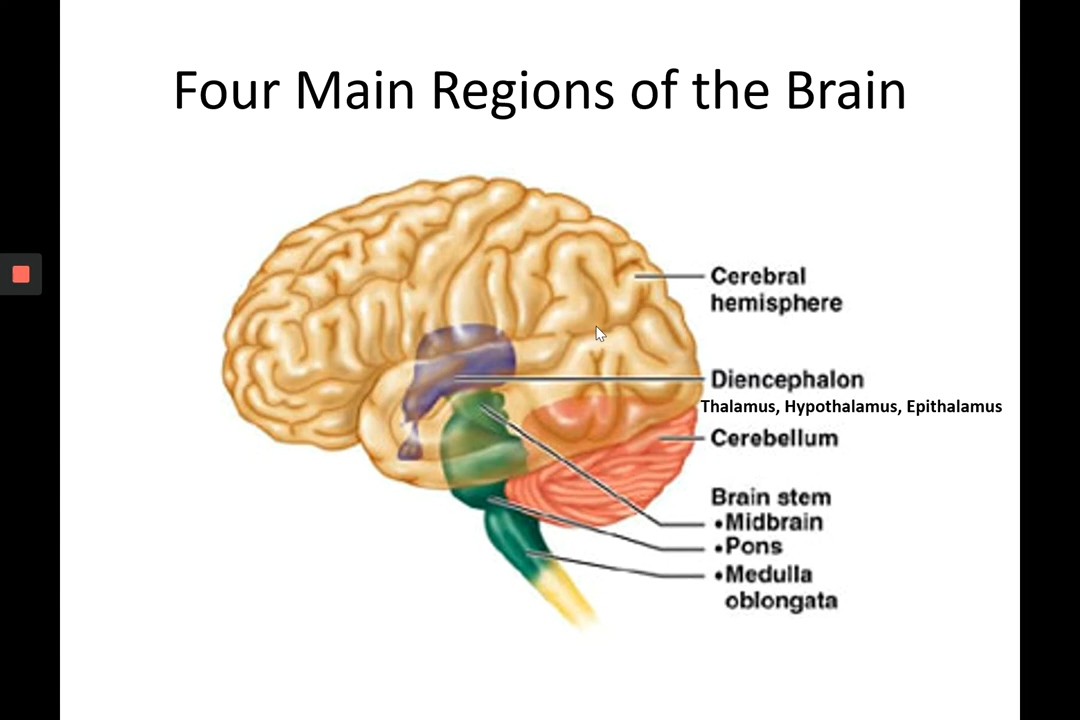 Four Main Regions of the Brain
Cerebral
hemisphere
Diencephalon
Thalamus, Hypothalamus, Epithalamus
Cerebellum
Brain stem
•Midbrain
•Pons
•Medulla
oblongata